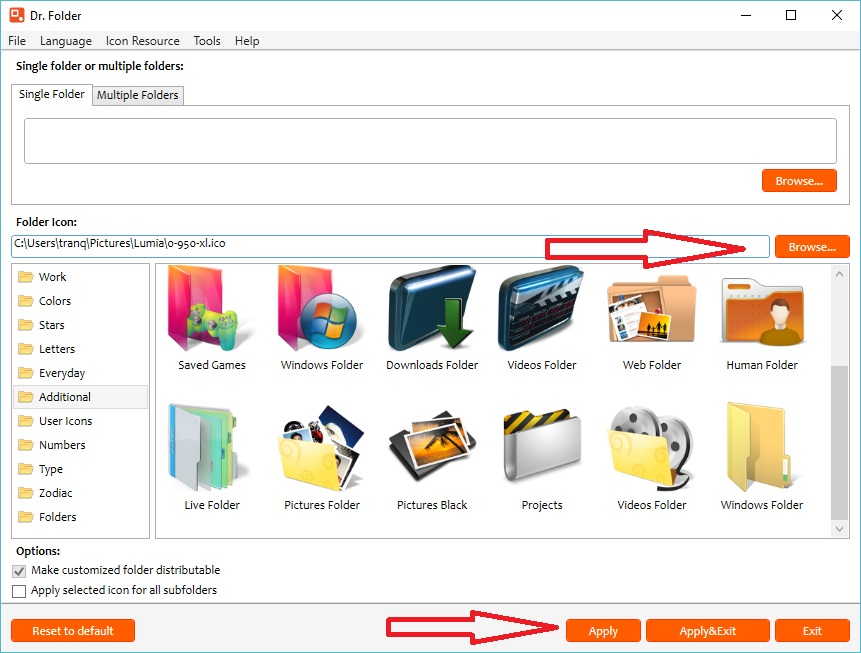 Dr. Folder
File Language Icon Resource Tools Help
Single folder or multiple folders:
Single Folder Multiple Folders
Browse...
Folder Icon:
C:\Users\tranq\Pictures\Lumia\0-950-xl.ico Browse...
Work
Colors
Stars
Letters
Everyday
Additional
User Icons
Numbers
Type
Zodiac
Folders
Saved Games Windows Folder Downloads Folder Videos Folder Web Folder Human Folder
Live Folder Pictures Folder Pictures Black Projects Videos Folder Windows Folder
Options:
Make customized folder distributable
Apply selected icon for all subfolders
Reset to default Apply Apply&Exit Exit